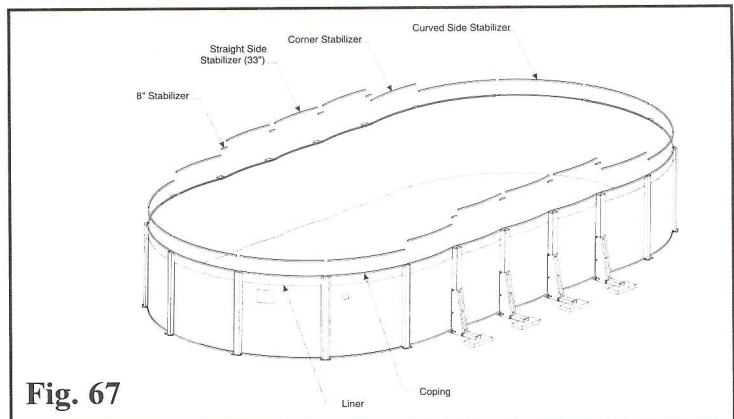 Curved Side Stabilizer
Corner Stabilizer
Straight Side
Stabilizer (33")
8" Stabilizer
Fig. 67
Liner
Coping